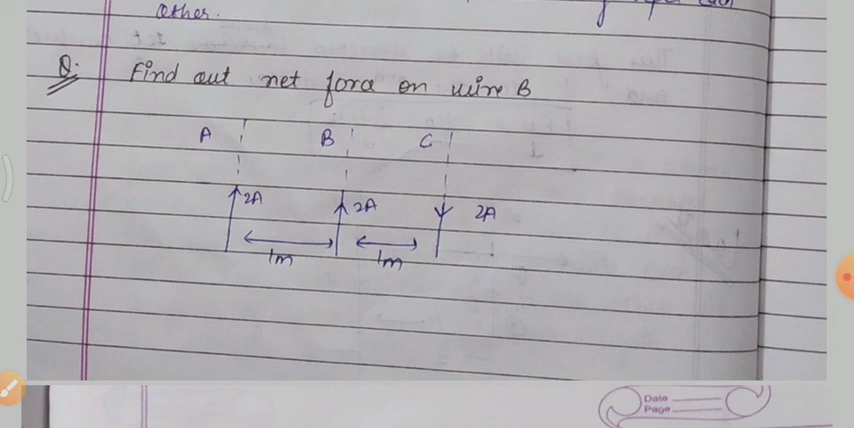 Other.
Q. Find out net force on wire B
A B C
2A 2A 2A
1m 1m
Date
Page